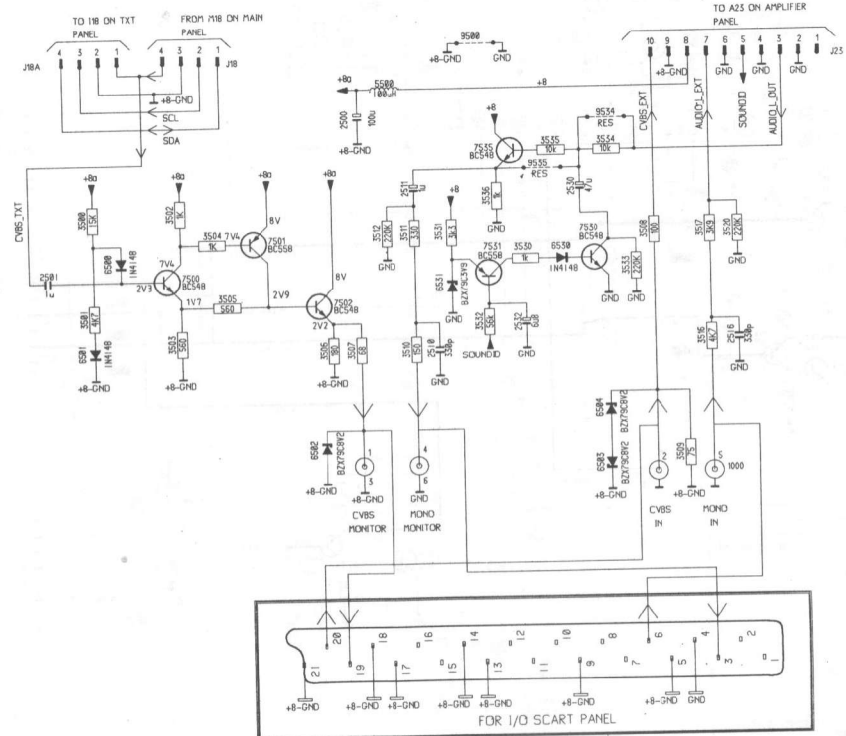 TO I18 ON TXT PANEL
FROM M18 ON MAIN PANEL
TO A23 ON AMPLIFIER PANEL
4 3 2 1
4 3 2 1
J18A
J18
+8-GND
SCL
SDA
9500
+8-GND
GND
10 9 8 7 6 5 4 3 2 1
J23
+8-GND
GND
GND
GND
+8a
5500
100uH
+8
2500
100u
+8-GND
CVBS_EXT
AUDIO_L_EXT
SOUNDID
AUDIO_L_OUT
CVBS_TXT
+8a
3500
15K
6500
1N4148
2501
1u
2V3
3501
4K7
6501
1N4148
+8-GND
+8a
3502
1K
7V4
3504
1K
7V4
7500
BC548
1V7
3503
560
+8-GND
3505
560
2V9
+8a
8V
7501
BC558
+8a
8V
7502
BC548
2V2
3506
180
3507
68
+8-GND
+8
7535
BC548
3535
10k
9534
RES
3534
10k
9535
RES
2511
1u
3536
1k
GND
2530
47u
3512
220K
GND
3511
330
3510
150
2510
330p
GND
+8
3531
3k3
6531
BZX79C3V9
GND
7531
BC558
3530
1k
6530
1N4148
7530
BC548
GND
3533
220K
GND
3532
56k
SOUNDID
2532
6u8
GND
3508
100
3517
3K9
3520
220K
GND
3516
4K7
2516
330p
GND
6502
BZX79C8V2
+8-GND
1
3
+8-GND
CVBS
MONITOR
4
6
GND
MONO
MONITOR
6504
BZX79C8V2
6503
BZX79C8V2
+8-GND
3509
75
+8-GND
2
+8-GND
CVBS
IN
5
1000
GND
MONO
IN
20 18 16 14 12 10 8 6 4 2
21 19 17 15 13 11 9 7 5 3 1
+8-GND
+8-GND
+8-GND
+8-GND
+8-GND
+8-GND
+8-GND
GND
FOR I/O SCART PANEL